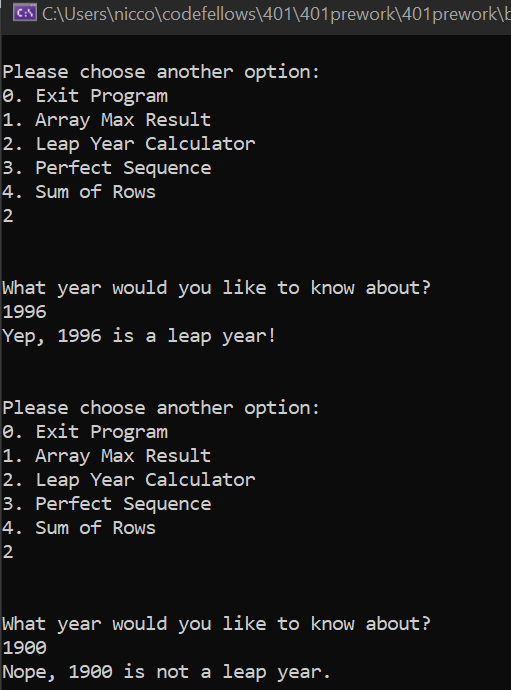 C:\Users\nicco\codefellows\401\401prework\401prework\b
Please choose another option:
0. Exit Program
1. Array Max Result
2. Leap Year Calculator
3. Perfect Sequence
4. Sum of Rows
2
What year would you like to know about?
1996
Yep, 1996 is a leap year!
Please choose another option:
0. Exit Program
1. Array Max Result
2. Leap Year Calculator
3. Perfect Sequence
4. Sum of Rows
2
What year would you like to know about?
1900
Nope, 1900 is not a leap year.